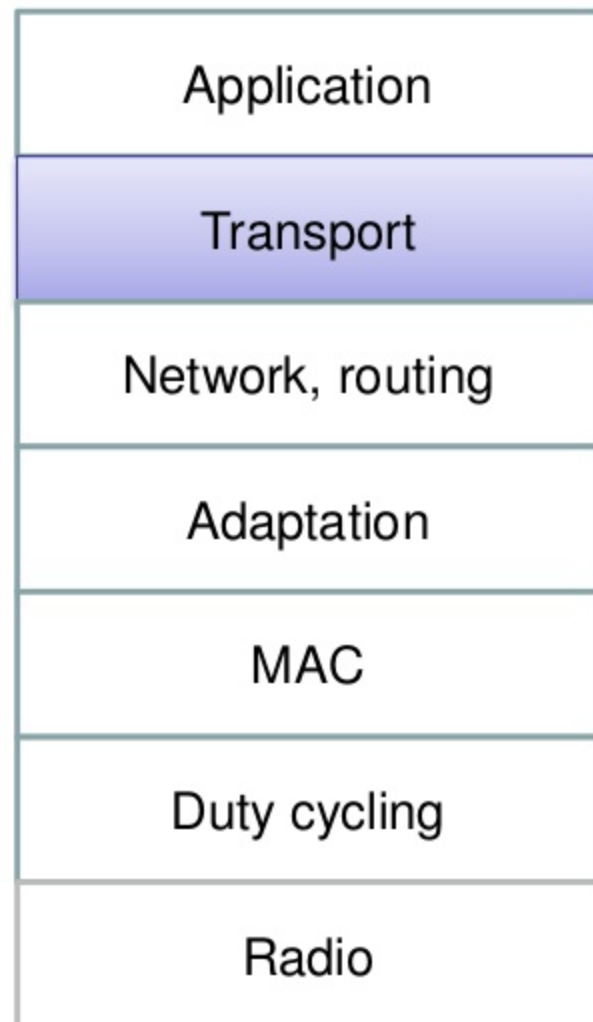 Application
Transport
Network, routing
Adaptation
MAC
Duty cycling
Radio